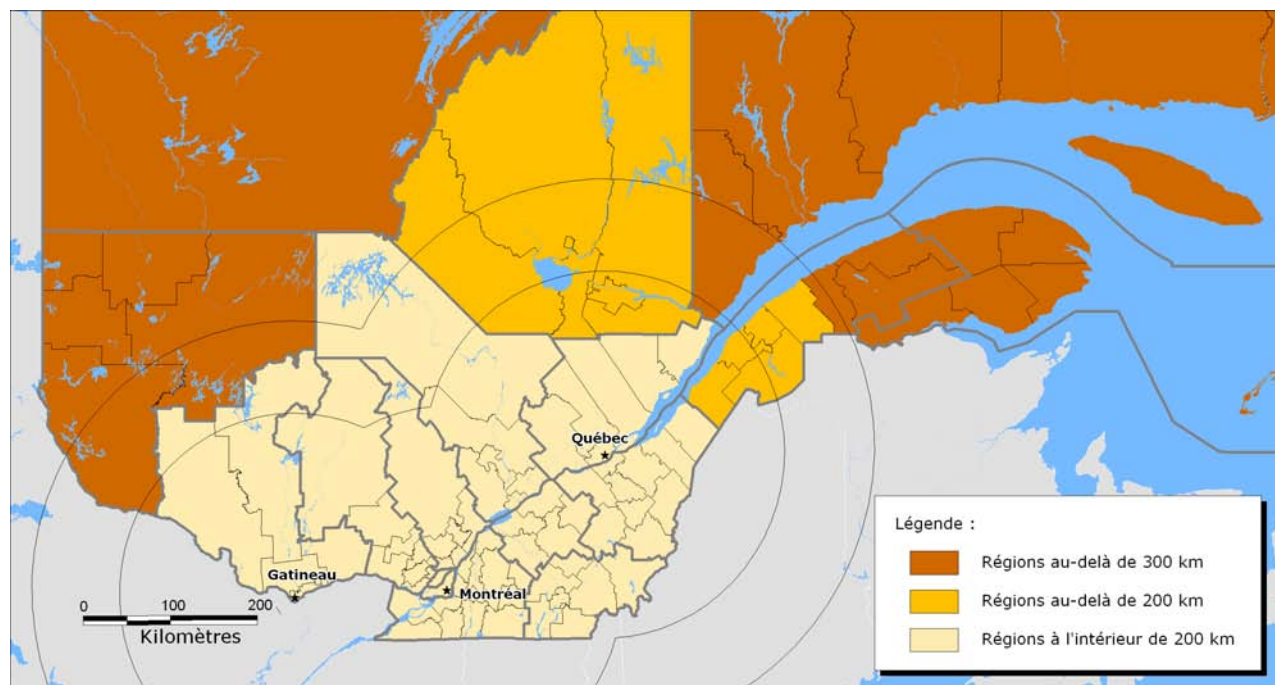 Québec
Gatineau
Montréal
0 100 200
Kilomètres
Légende :
Régions au-delà de 300 km
Régions au-delà de 200 km
Régions à l'intérieur de 200 km